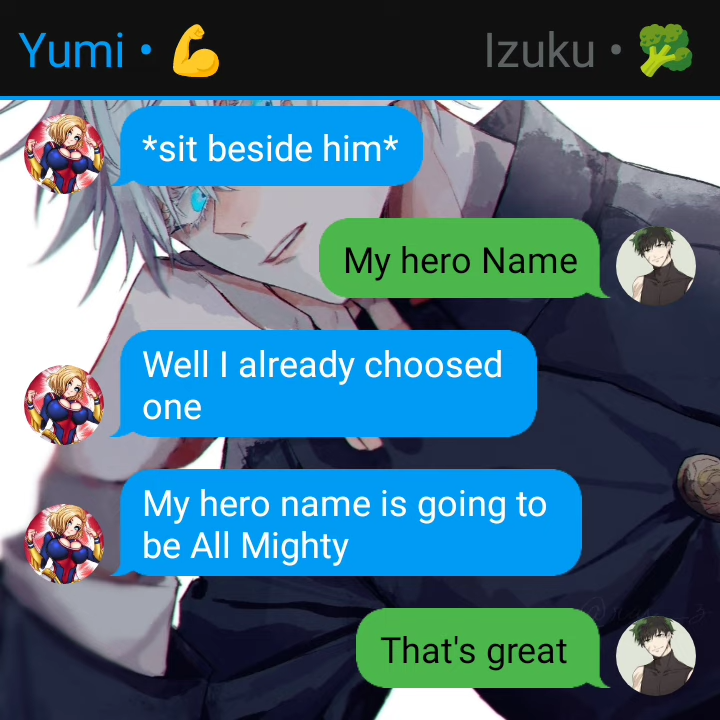 Yumi • 💪
Izuku • 🥦
*sit beside him*
My hero Name
Well I already choosed
one
My hero name is going to
be All Mighty
That's great